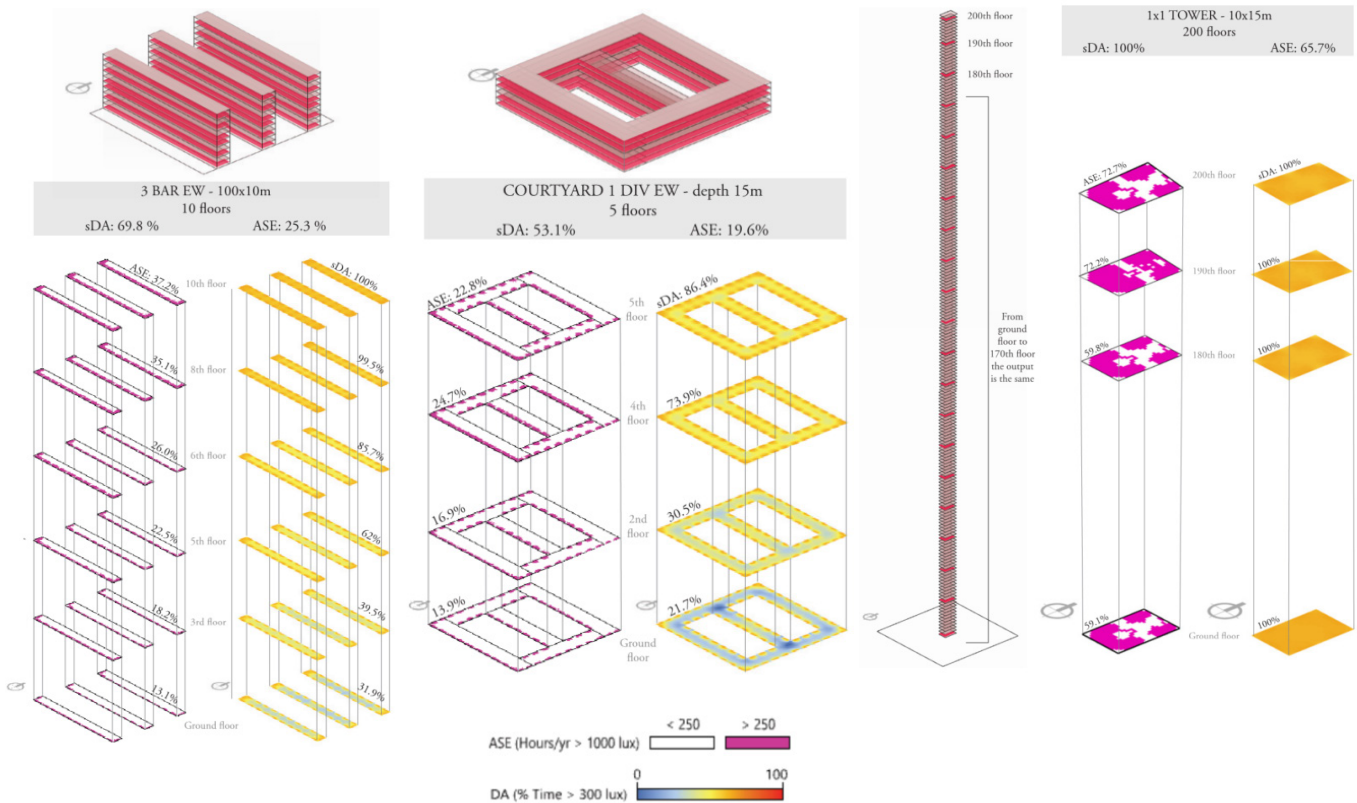 3 BAR EW - 100x10m
10 floors
sDA: 69.8 %
ASE: 25.3 %
ASE: 37.2%
10th floor
sDA: 100%
35.1%
8th floor
99.5%
26.0%
6th floor
85.7%
22.5%
5th floor
62%
18.2%
3rd floor
39.5%
13.1%
Ground floor
31.9%
COURTYARD 1 DIV EW - depth 15m
5 floors
sDA: 53.1%
ASE: 19.6%
ASE: 22.8%
5th
floor
sDA: 86.4%
24.7%
4th
floor
73.9%
16.9%
2nd
floor
30.5%
13.9%
Ground
floor
21.7%
200th floor
190th floor
180th floor
From
ground
floor to
170th floor
the output
is the same
1x1 TOWER - 10x15m
200 floors
sDA: 100%
ASE: 65.7%
ASE: 72.7%
200th floor
sDA: 100%
72.2%
190th floor
100%
59.8%
180th floor
100%
59.1%
Ground floor
100%
< 250
> 250
ASE (Hours/yr > 1000 lux)
0
100
DA (% Time > 300 lux)